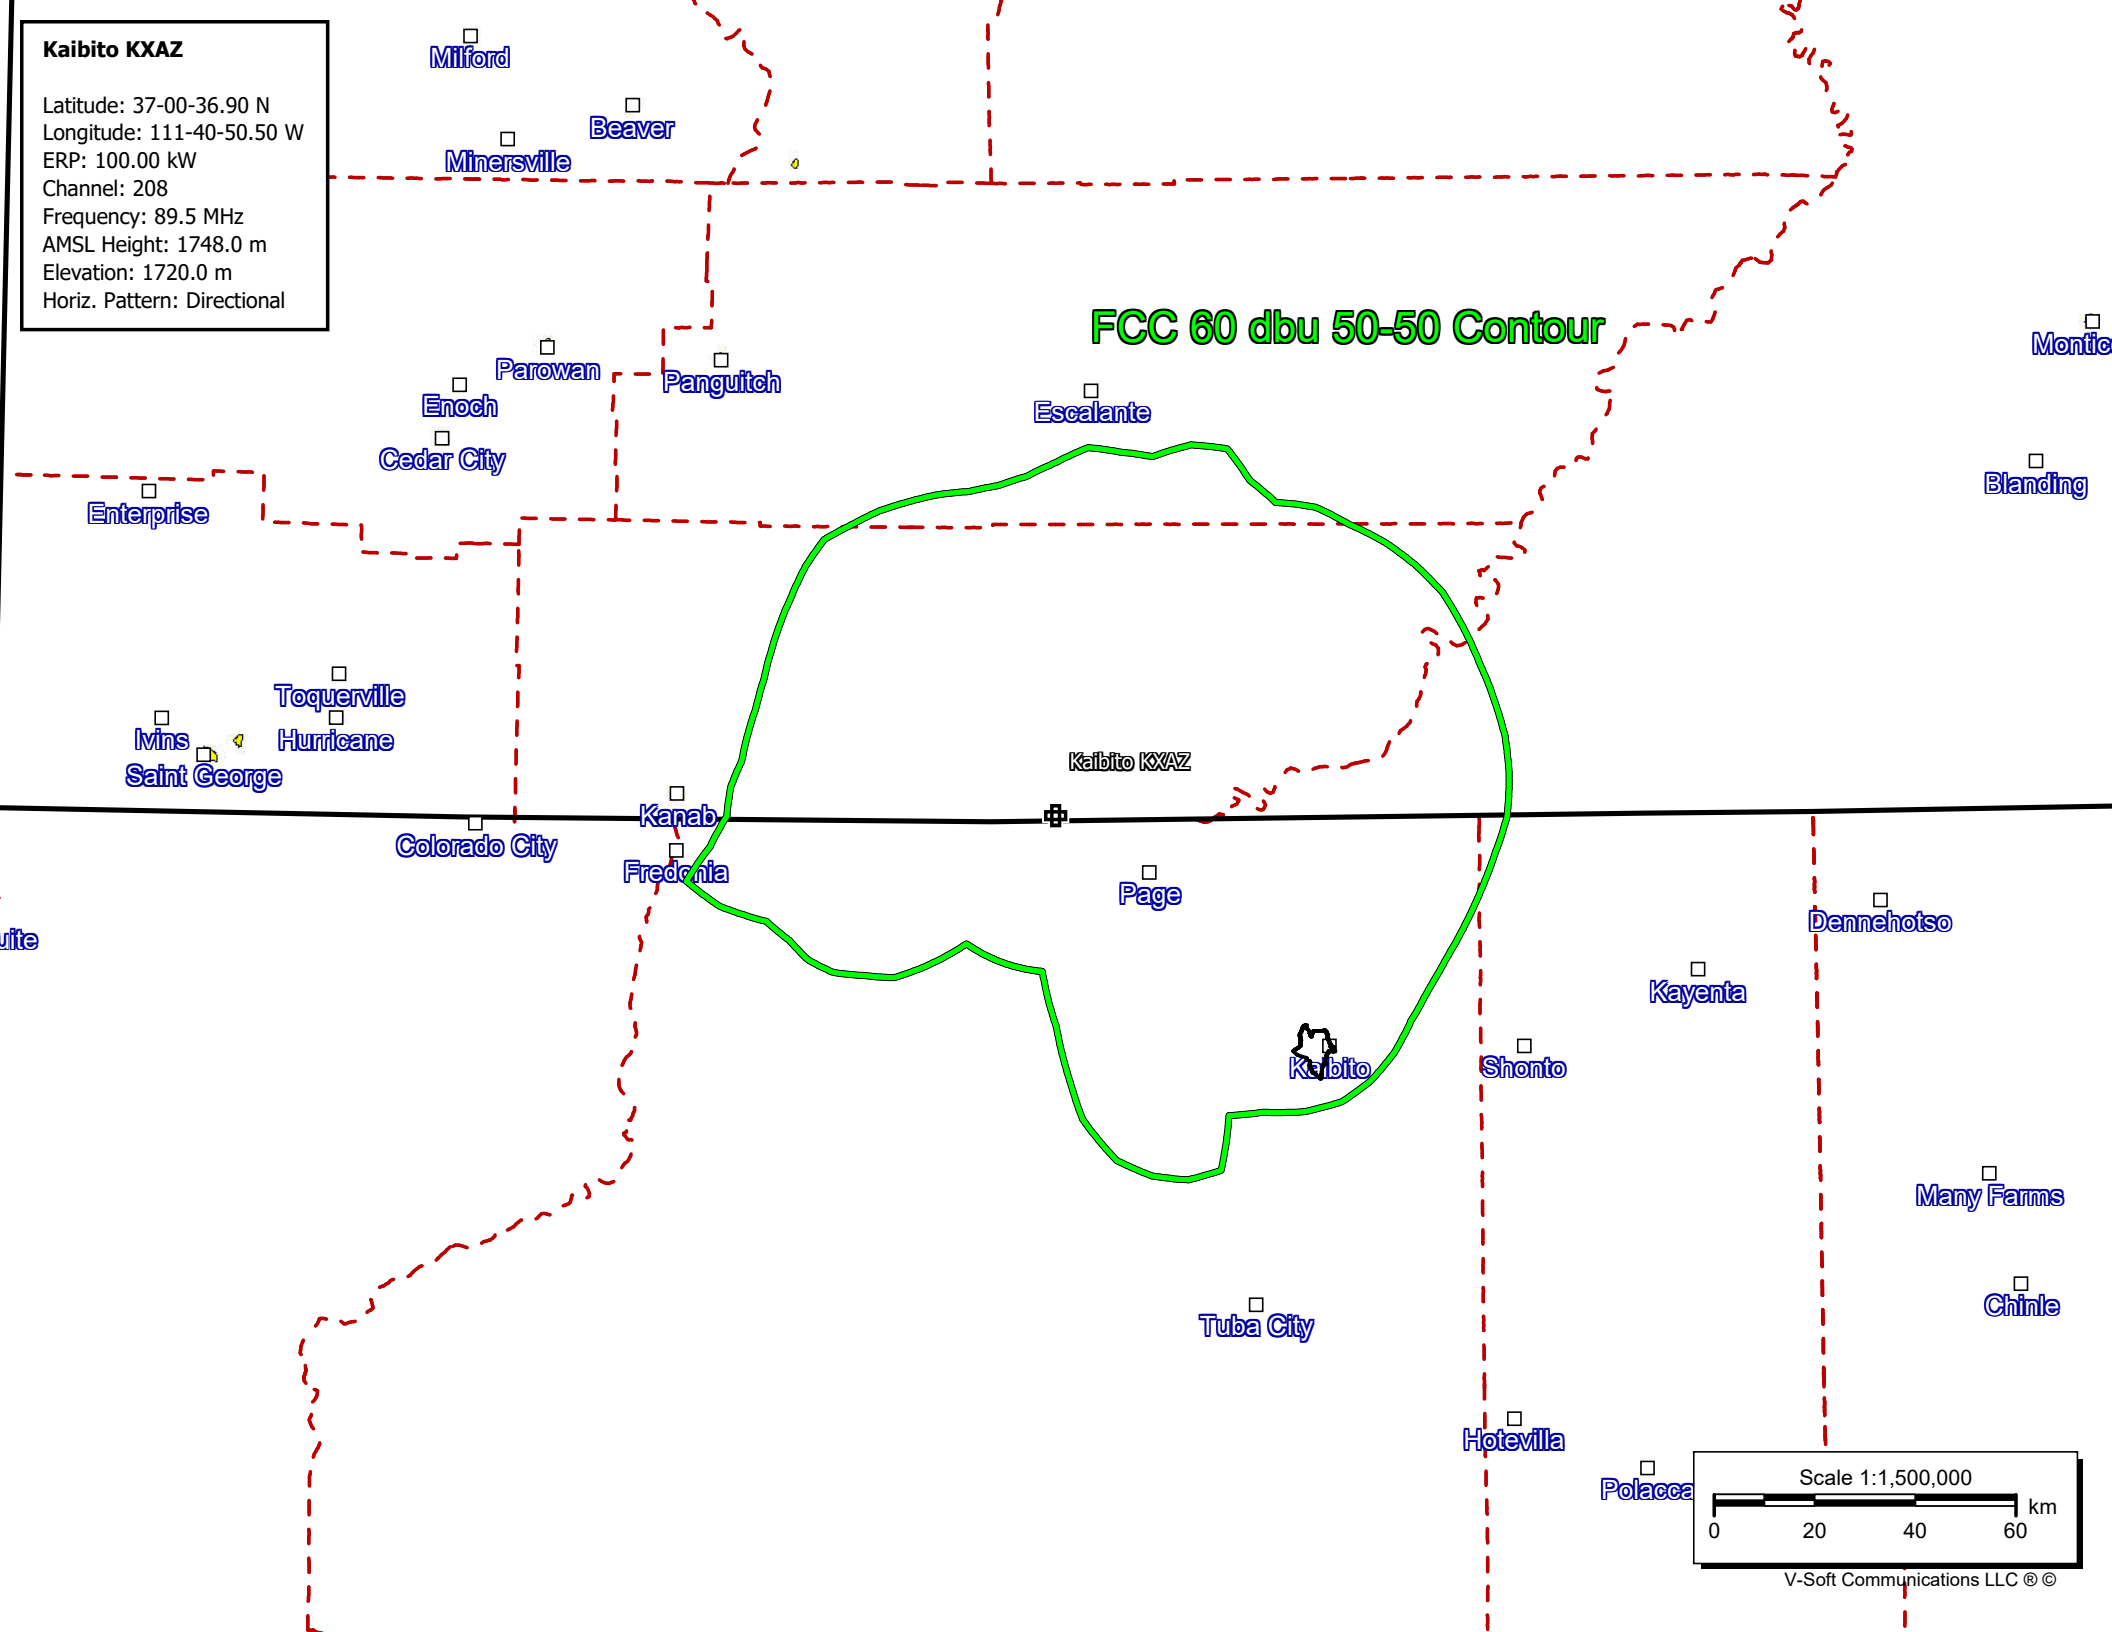 Kaibito KXAZ
Latitude: 37-00-36.90 N
Longitude: 111-40-50.50 W
ERP: 100.00 kW
Channel: 208
Frequency: 89.5 MHz
AMSL Height: 1748.0 m
Elevation: 1720.0 m
Horiz. Pattern: Directional
Milford
Beaver
Minersville
FCC 60 dbu 50-50 Contour
Montic
Parowan
Panguitch
Enoch
Escalante
Cedar City
Blanding
Enterprise
Toquerville
Ivins
Hurricane
Saint George
Kaibito KXAZ
Kanab
Colorado City
Fredonia
Page
Dennehotso
uite
Kayenta
Kaibito
Shonto
Many Farms
Chinle
Tuba City
Hotevilla
Polacca
Scale 1:1,500,000
km
0 20 40 60
V-Soft Communications LLC ® ©